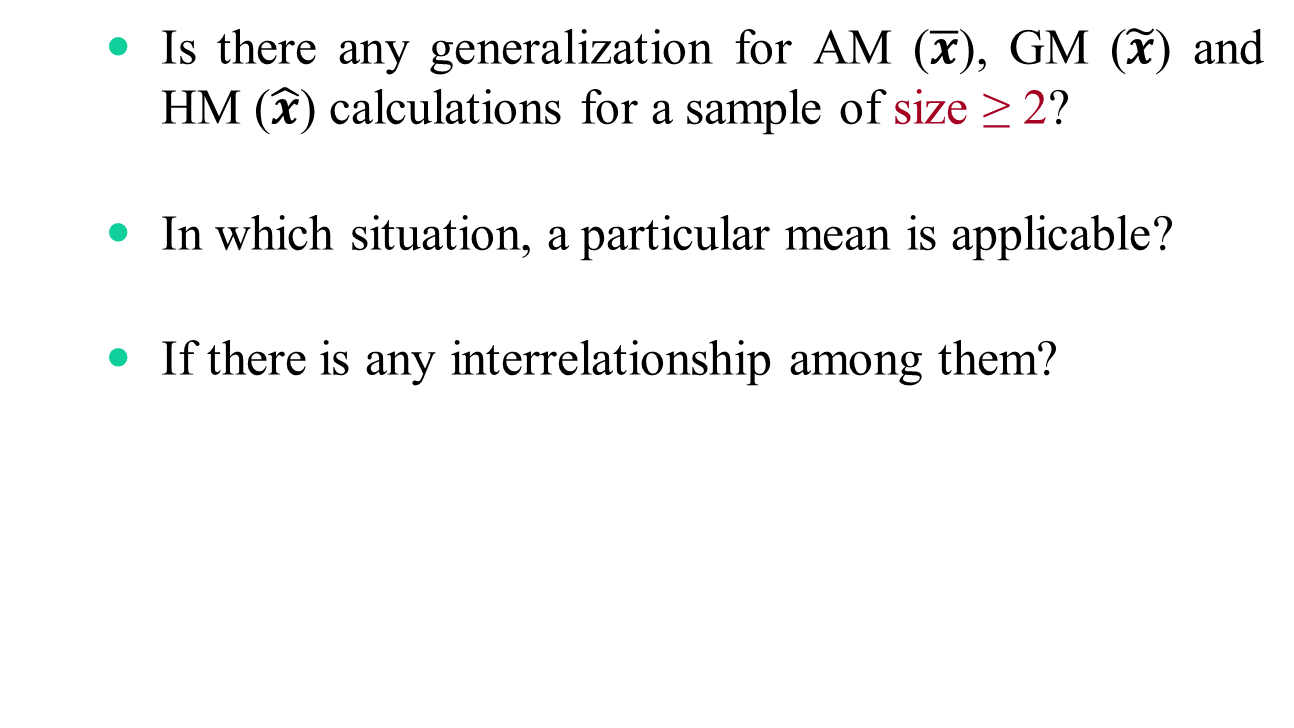 • Is there any generalization for AM (x̅), GM (x̃) and
HM (x̂) calculations for a sample of size ≥ 2?
• In which situation, a particular mean is applicable?
• If there is any interrelationship among them?